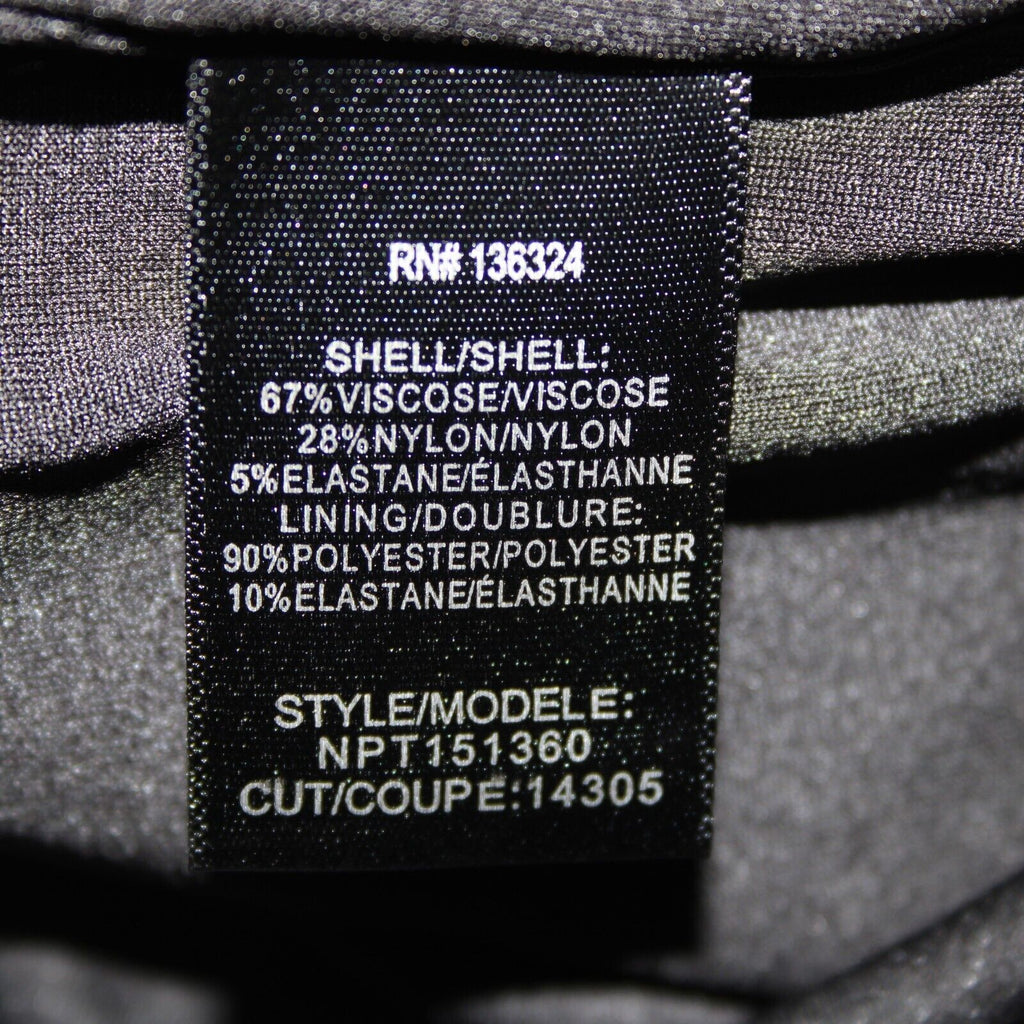 RN# 136324
SHELL/SHELL:
67%VISCOSE/VISCOSE
28%NYLON/NYLON
5%ELASTANE/ÉLASTHANNE
LINING/DOUBLURE:
90%POLYESTER/POLYESTER
10%ELASTANE/ÉLASTHANNE
STYLE/MODELE:
NPT151360
CUT/COUPE:14305